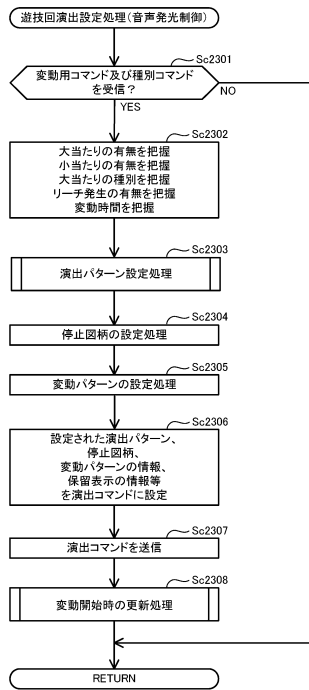 遊技回演出設定処理(音声発光制御)
Sc2301
変動用コマンド及び種別コマンド
を受信?
NO
YES
Sc2302
大当たりの有無を把握
小当たりの有無を把握
大当たりの種別を把握
リーチ発生の有無を把握
変動時間を把握
Sc2303
演出パターン設定処理
Sc2304
停止図柄の設定処理
Sc2305
変動パターンの設定処理
Sc2306
設定された演出パターン、
停止図柄、
変動パターンの情報、
保留表示の情報等
を演出コマンドに設定
Sc2307
演出コマンドを送信
Sc2308
変動開始時の更新処理
RETURN